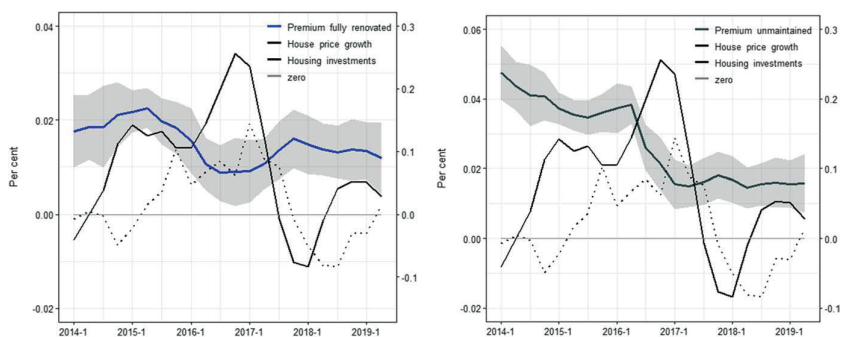 Premium fully renovated
House price growth
Housing investments
zero
0.04
0.02
0.00
-0.02
Per cent
0.3
0.2
0.1
0.0
-0.1
2014-1 2015-1 2016-1 2017-1 2018-1 2019-1
Premium unmaintained
House price growth
Housing investments
zero
0.06
0.04
0.02
0.00
-0.02
Per cent
0.3
0.2
0.1
0.0
0.1
2014-1 2015-1 2016-1 2017-1 2018-1 2019-1